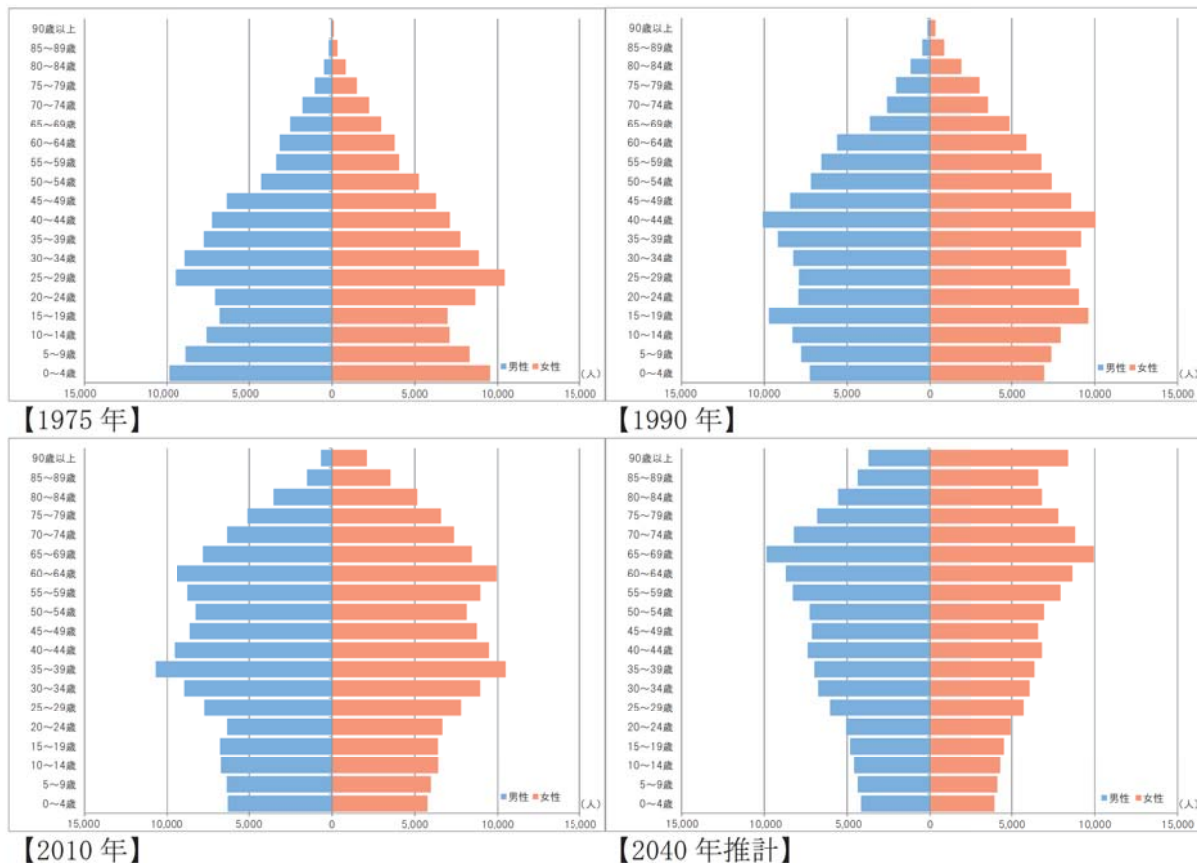 90歳以上
85～89歳
80～84歳
75～79歳
70～74歳
65～69歳
60～64歳
55～59歳
50～54歳
45～49歳
40～44歳
35～39歳
30～34歳
25～29歳
20～24歳
15～19歳
10～14歳
5～9歳
0～4歳
男性 女性
(人)
15,000 10,000 5,000 0 5,000 10,000 15,000
【1975 年】
90歳以上
85～89歳
80～84歳
75～79歳
70～74歳
65～69歳
60～64歳
55～59歳
50～54歳
45～49歳
40～44歳
35～39歳
30～34歳
25～29歳
20～24歳
15～19歳
10～14歳
5～9歳
0～4歳
男性 女性
(人)
15,000 10,000 5,000 0 5,000 10,000 15,000
【1990 年】
90歳以上
85～89歳
80～84歳
75～79歳
70～74歳
65～69歳
60～64歳
55～59歳
50～54歳
45～49歳
40～44歳
35～39歳
30～34歳
25～29歳
20～24歳
15～19歳
10～14歳
5～9歳
0～4歳
男性 女性
(人)
15,000 10,000 5,000 0 5,000 10,000 15,000
【2010 年】
90歳以上
85～89歳
80～84歳
75～79歳
70～74歳
65～69歳
60～64歳
55～59歳
50～54歳
45～49歳
40～44歳
35～39歳
30～34歳
25～29歳
20～24歳
15～19歳
10～14歳
5～9歳
0～4歳
男性 女性
(人)
15,000 10,000 5,000 0 5,000 10,000 15,000
【2040 年推計】